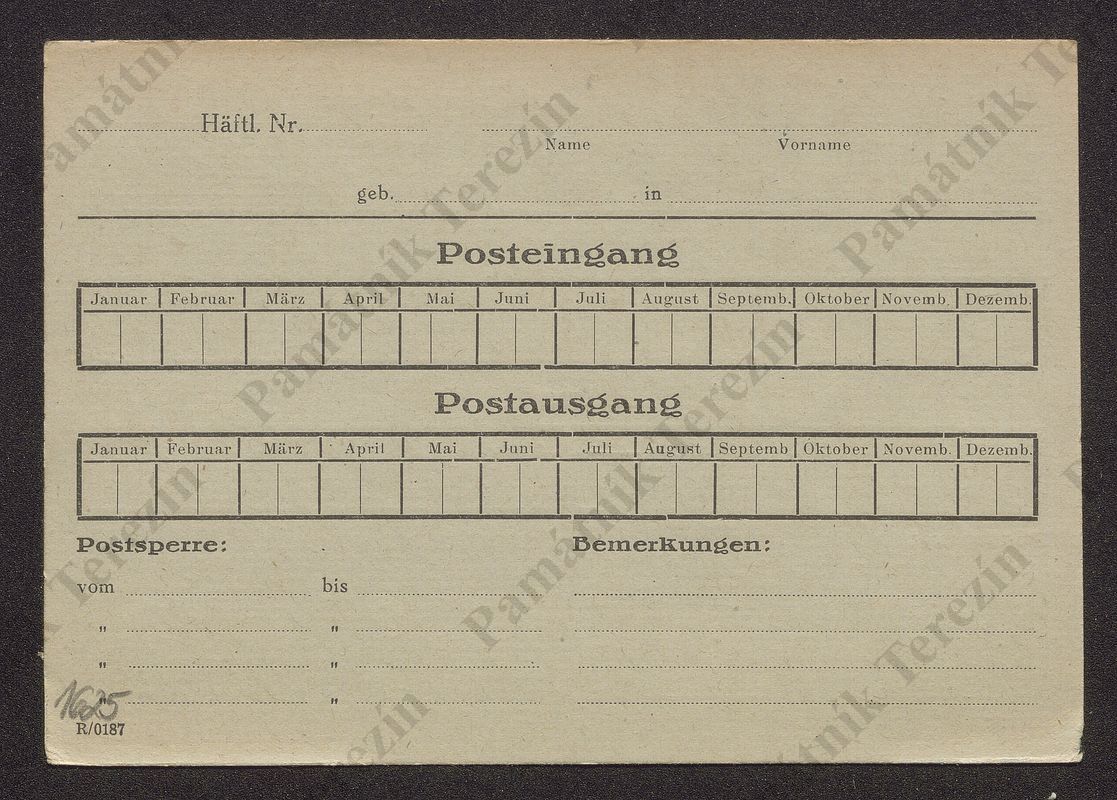 Häftl. Nr.
Name Vorname
geb. in
Posteingang
Januar Februar März April Mai Juni Juli August Septemb. Oktober Novemb. Dezemb.
Postausgang
Januar Februar März April Mai Juni Juli August Septemb Oktober Novemb. Dezemb.
Postsperre: Bemerkungen:
vom bis
" "
" "
" "
R/0187
Památník Terezín